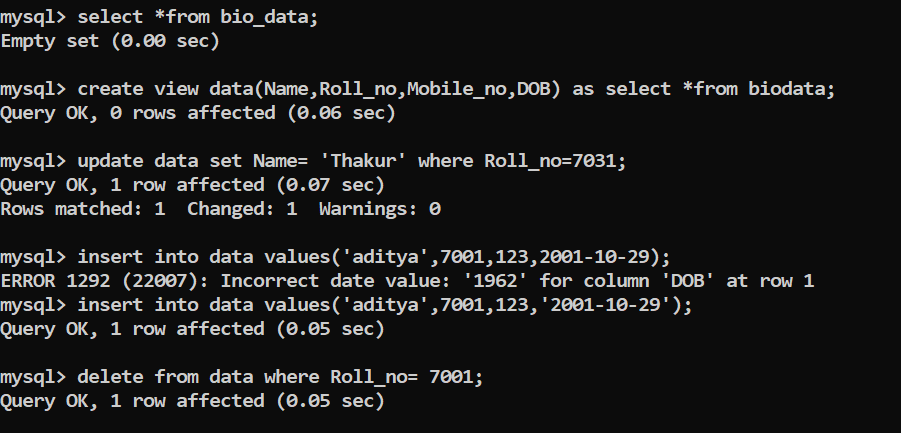 mysql> select *from bio_data;
Empty set (0.00 sec)
mysql> create view data(Name,Roll_no,Mobile_no,DOB) as select *from biodata;
Query OK, 0 rows affected (0.06 sec)
mysql> update data set Name= 'Thakur' where Roll_no=7031;
Query OK, 1 row affected (0.07 sec)
Rows matched: 1  Changed: 1  Warnings: 0
mysql> insert into data values('aditya',7001,123,2001-10-29);
ERROR 1292 (22007): Incorrect date value: '1962' for column 'DOB' at row 1
mysql> insert into data values('aditya',7001,123,'2001-10-29');
Query OK, 1 row affected (0.05 sec)
mysql> delete from data where Roll_no= 7001;
Query OK, 1 row affected (0.05 sec)